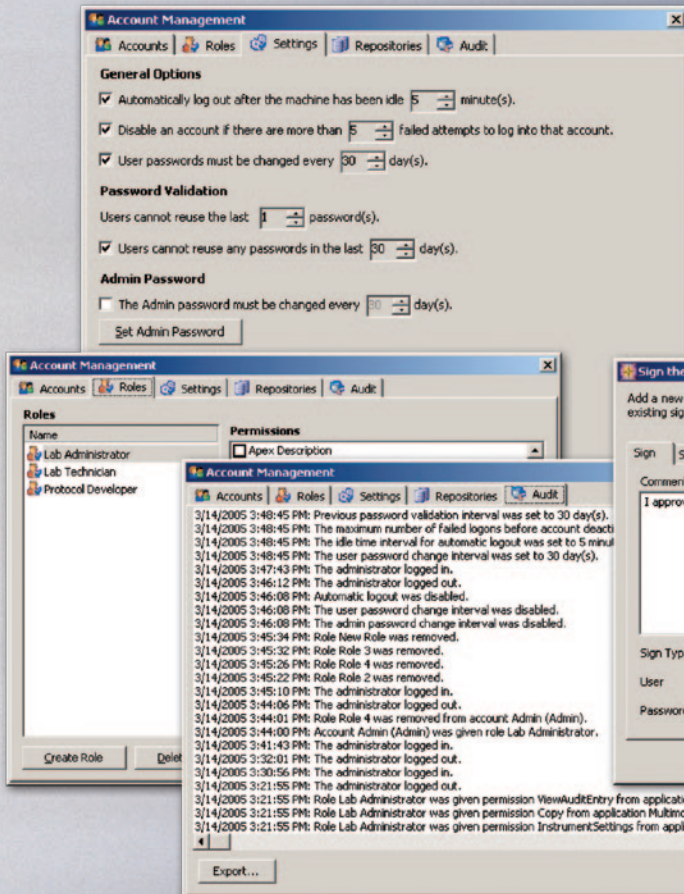 Account Management
Accounts Roles Settings Repositories Audit
General Options
Automatically log out after the machine has been idle 5 minute(s).
Disable an account if there are more than 5 failed attempts to log into that account.
User passwords must be changed every 30 day(s).
Password Validation
Users cannot reuse the last 1 password(s).
Users cannot reuse any passwords in the last 30 day(s).
Admin Password
The Admin password must be changed every 30 day(s).
Set Admin Password
Account Management
Accounts Roles Settings Repositories Audit
Roles
Name
Lab Administrator
Lab Technician
Protocol Developer
Permissions
Apex Description
Create Role
Account Management
Accounts Roles Settings Repositories Audit
3/14/2005 3:48:45 PM: Previous password validation interval was set to 30 day(s).
3/14/2005 3:48:45 PM: The maximum number of failed logons before account deacti
3/14/2005 3:48:45 PM: The idle time interval for automatic logout was set to 5 minu
3/14/2005 3:48:45 PM: The user password change interval was set to 30 day(s).
3/14/2005 3:47:43 PM: The administrator logged in.
3/14/2005 3:46:12 PM: The administrator logged out.
3/14/2005 3:46:08 PM: Automatic logout was disabled.
3/14/2005 3:46:08 PM: The user password change interval was disabled.
3/14/2005 3:46:08 PM: The admin password change interval was disabled.
3/14/2005 3:45:34 PM: Role New Role was removed.
3/14/2005 3:45:32 PM: Role Role 3 was removed.
3/14/2005 3:45:26 PM: Role Role 4 was removed.
3/14/2005 3:45:22 PM: Role Role 2 was removed.
3/14/2005 3:45:10 PM: The administrator logged in.
3/14/2005 3:44:06 PM: The administrator logged out.
3/14/2005 3:44:01 PM: Role Role 4 was removed from account Admin (Admin).
3/14/2005 3:44:00 PM: Account Admin (Admin) was given role Lab Administrator.
3/14/2005 3:41:43 PM: The administrator logged in.
3/14/2005 3:32:01 PM: The administrator logged out.
3/14/2005 3:30:56 PM: The administrator logged in.
3/14/2005 3:21:55 PM: The administrator logged out.
3/14/2005 3:21:55 PM: Role Lab Administrator was given permission ViewAuditEntry from applicati
3/14/2005 3:21:55 PM: Role Lab Administrator was given permission Copy from application Multimo
3/14/2005 3:21:55 PM: Role Lab Administrator was given permission InstrumentSettings from appl
Export...
Sign the
Add a new
existing sig
Sign
Commen
I approv
Sign Typ
User
Passwor